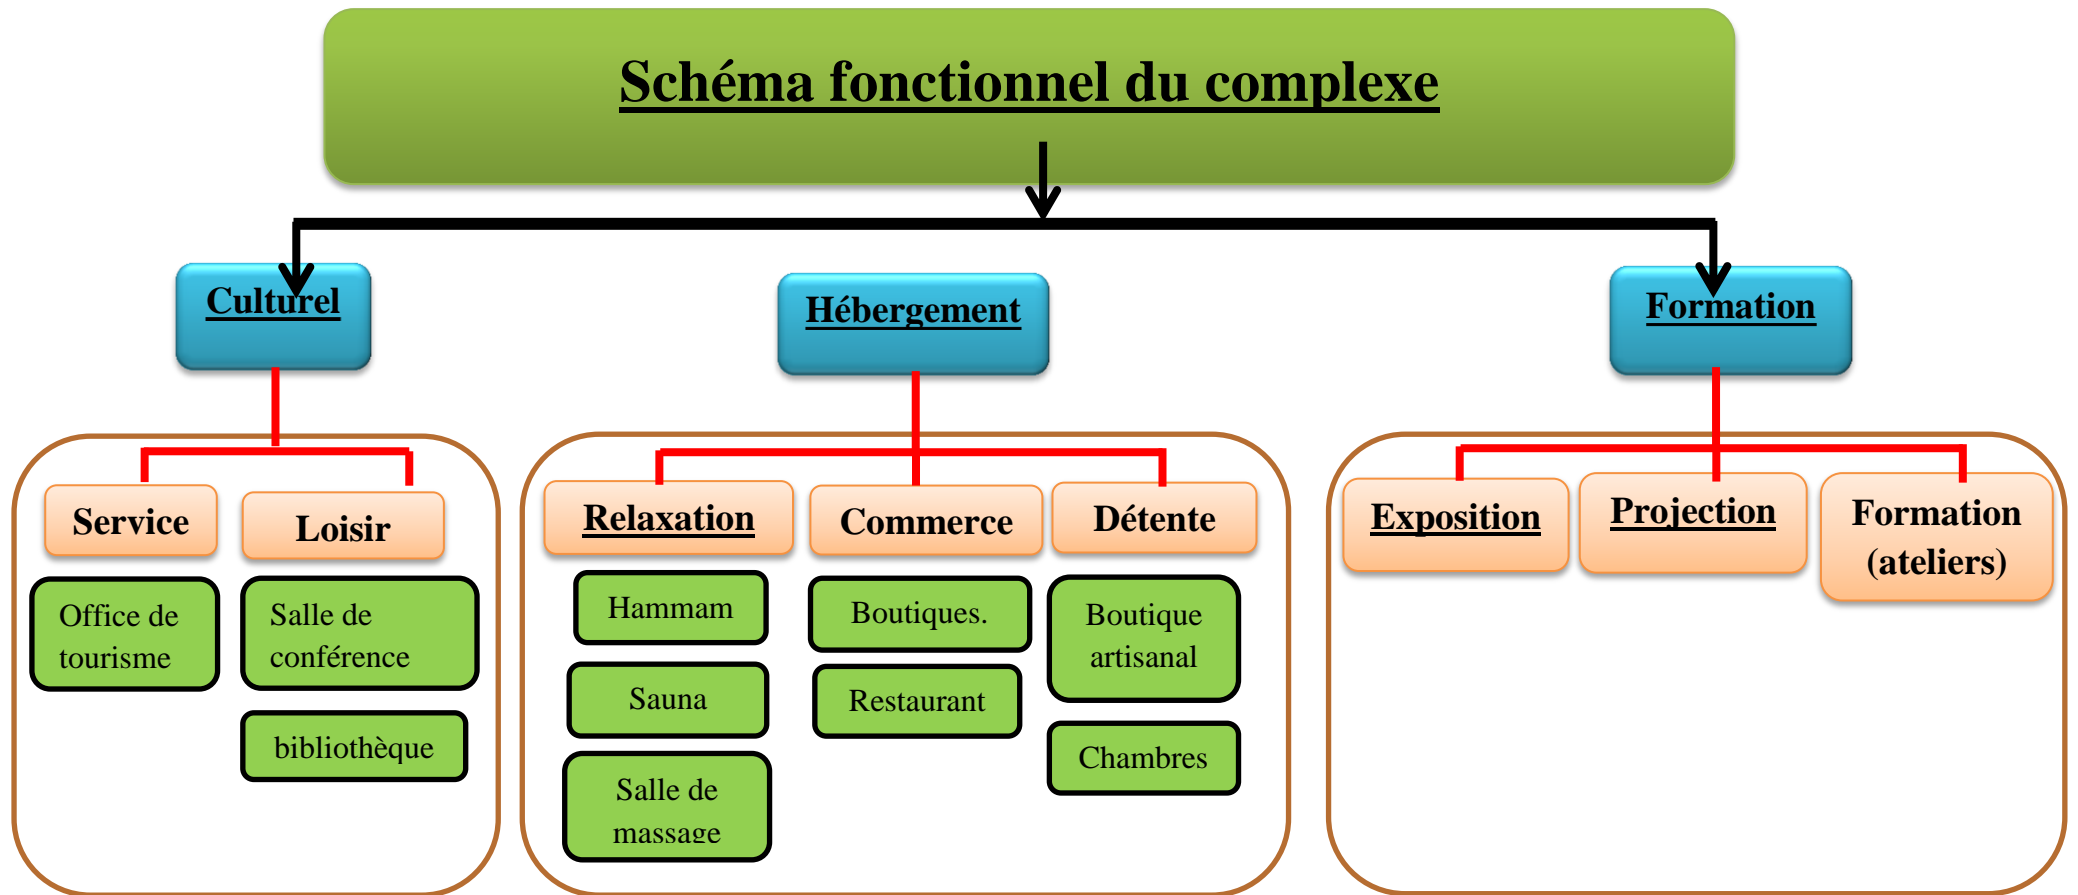 Schéma fonctionnel du complexe
Culturel
Hébergement
Formation
Service
Loisir
Relaxation
Commerce
Détente
Exposition
Projection
Formation
(ateliers)
Office de
tourisme
Salle de
conférence
bibliothèque
Hammam
Sauna
Salle de
massage
Boutiques.
Restaurant
Boutique
artisanal
Chambres